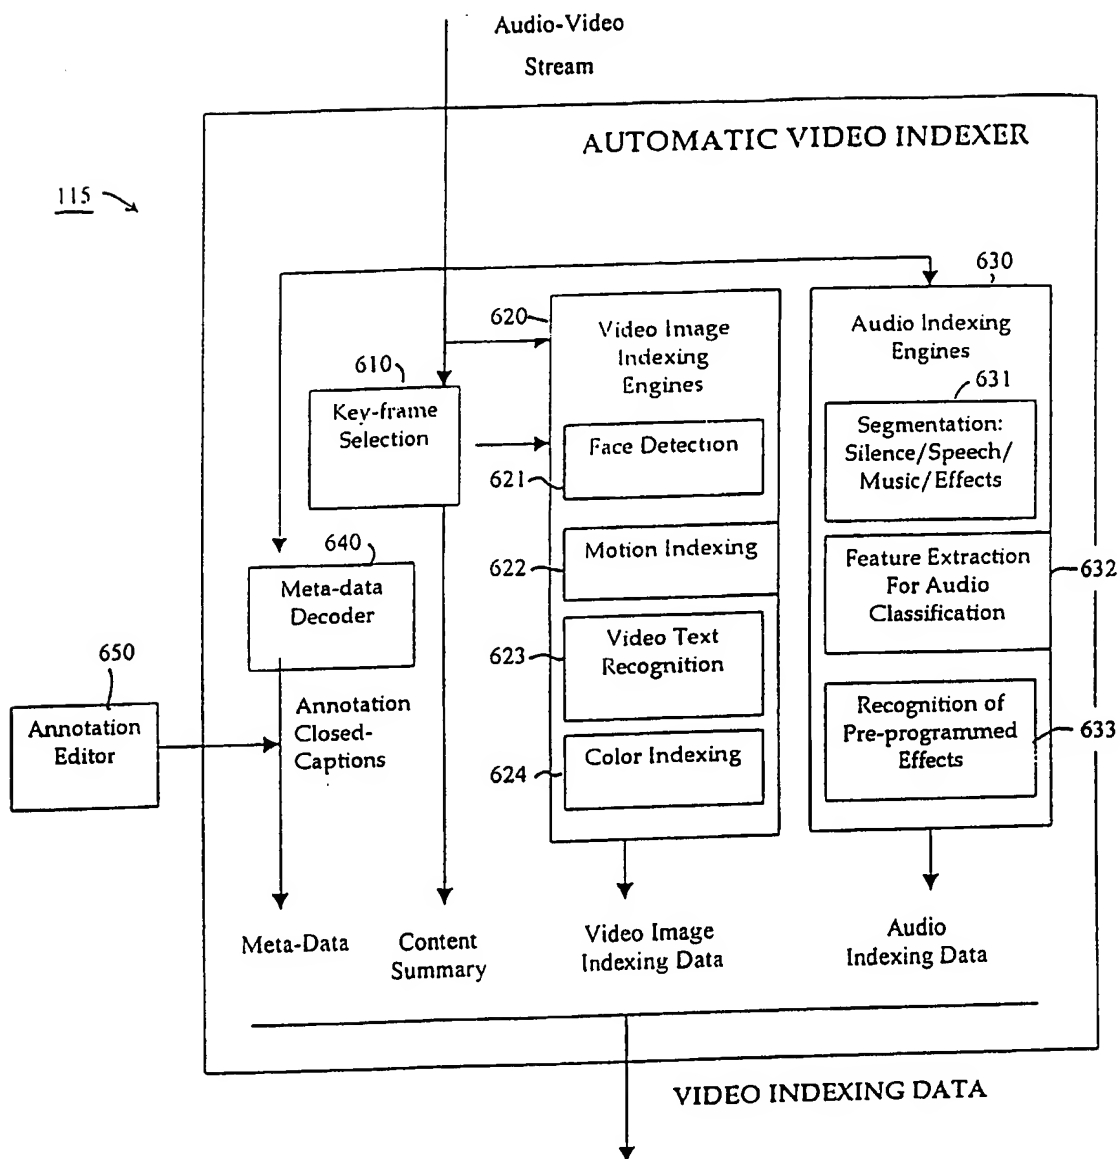 Audio-Video
Stream
AUTOMATIC VIDEO INDEXER
115
630
620
Video Image
Indexing
Engines
Audio Indexing
Engines
610
Key-frame
Selection
631
Segmentation:
Silence/Speech/
Music/Effects
Face Detection
621
640
Meta-data
Decoder
Motion Indexing
622
Feature Extraction
For Audio
Classification
632
650
Annotation
Editor
Annotation
Closed-
Captions
623
Video Text
Recognition
Recognition of
Pre-programmed
Effects
633
624
Color Indexing
Meta-Data
Content
Summary
Video Image
Indexing Data
Audio
Indexing Data
VIDEO INDEXING DATA